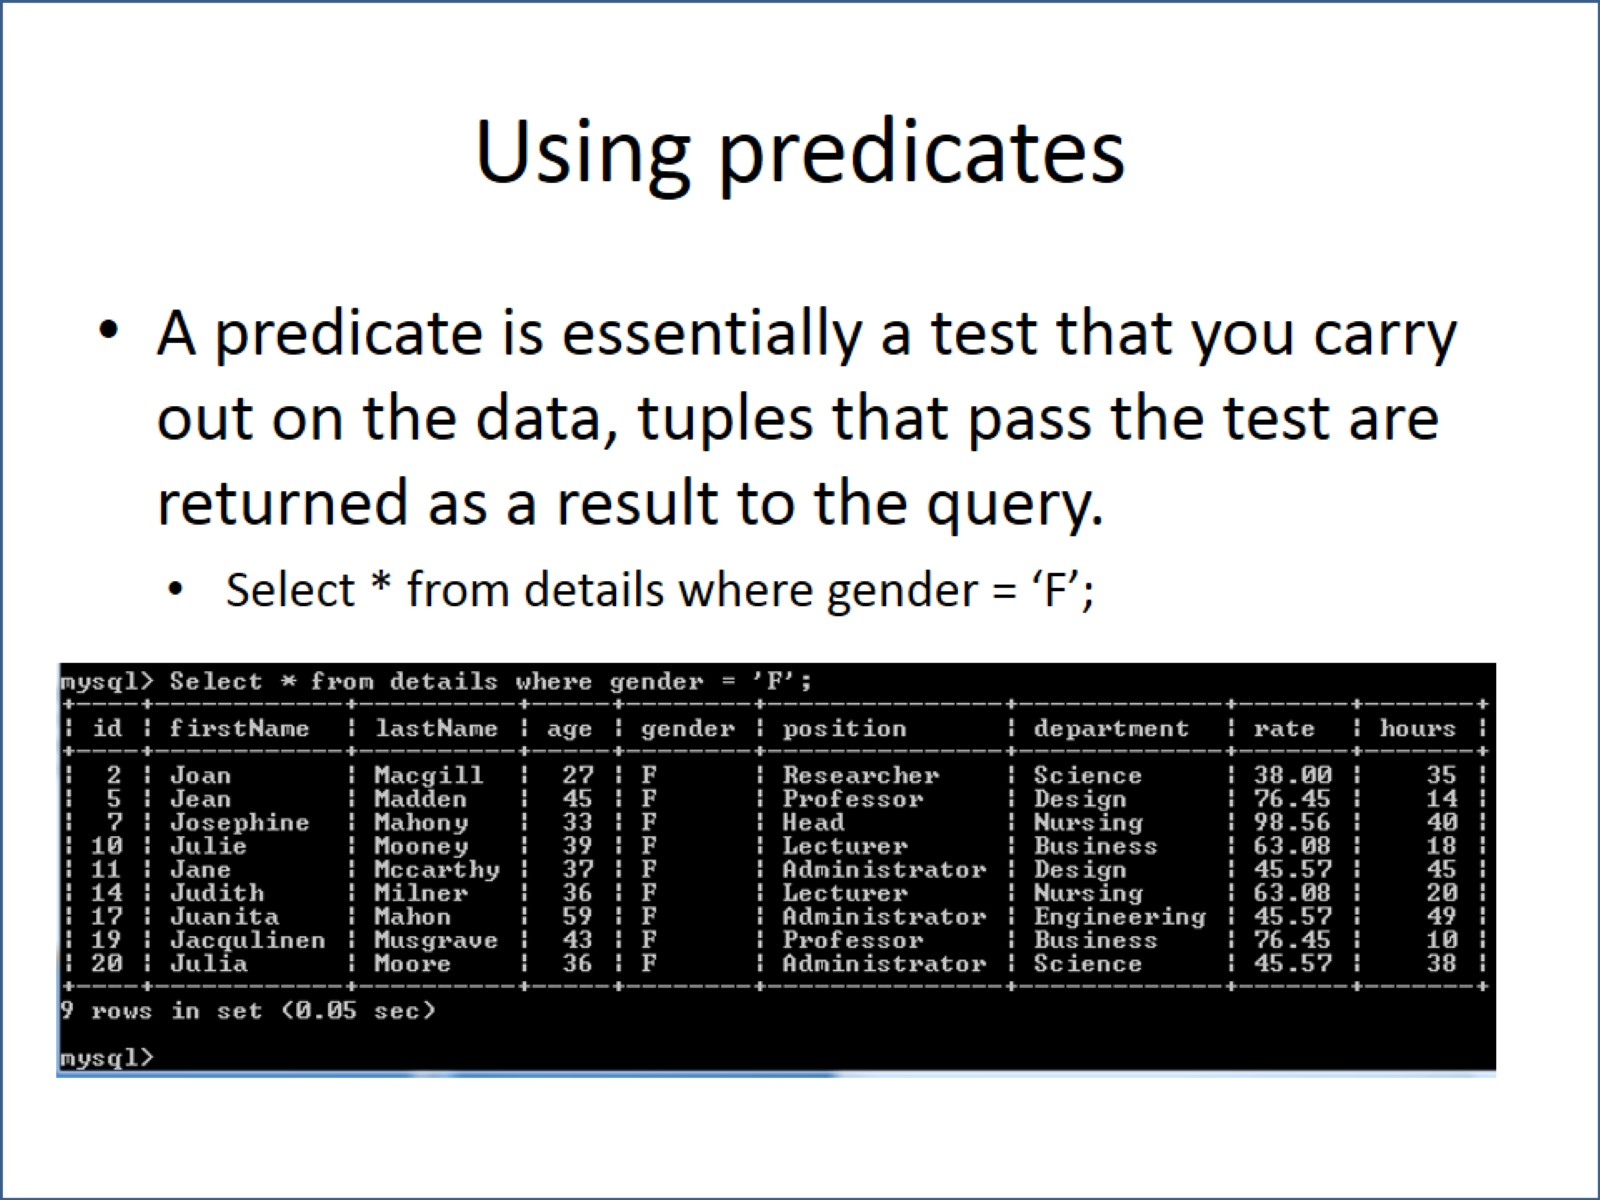 Using predicates
• A predicate is essentially a test that you carry
out on the data, tuples that pass the test are
returned as a result to the query.
• Select * from details where gender = ‘F’;
mysql> Select * from details where gender = 'F';
+----+------------+----------+-----+--------+---------------+-------------+-------+-------+
| id | firstName | lastName | age | gender | position | department | rate | hours |
+----+------------+----------+-----+--------+---------------+-------------+-------+-------+
| 2 | Joan | Macgill | 27 | F | Researcher | Science | 38.00 | 35 |
| 5 | Jean | Madden | 45 | F | Professor | Design | 76.45 | 14 |
| 7 | Josephine | Mahony | 33 | F | Head | Nursing | 98.56 | 40 |
| 10 | Julie | Mooney | 39 | F | Lecturer | Business | 63.08 | 18 |
| 11 | Jane | Mccarthy | 37 | F | Administrator | Design | 45.57 | 45 |
| 14 | Judith | Milner | 36 | F | Lecturer | Nursing | 63.08 | 20 |
| 17 | Juanita | Mahon | 59 | F | Administrator | Engineering | 45.57 | 49 |
| 19 | Jacqulinen | Musgrave | 43 | F | Professor | Business | 76.45 | 10 |
| 20 | Julia | Moore | 36 | F | Administrator | Science | 45.57 | 38 |
+----+------------+----------+-----+--------+---------------+-------------+-------+-------+
9 rows in set (0.05 sec)
mysql>